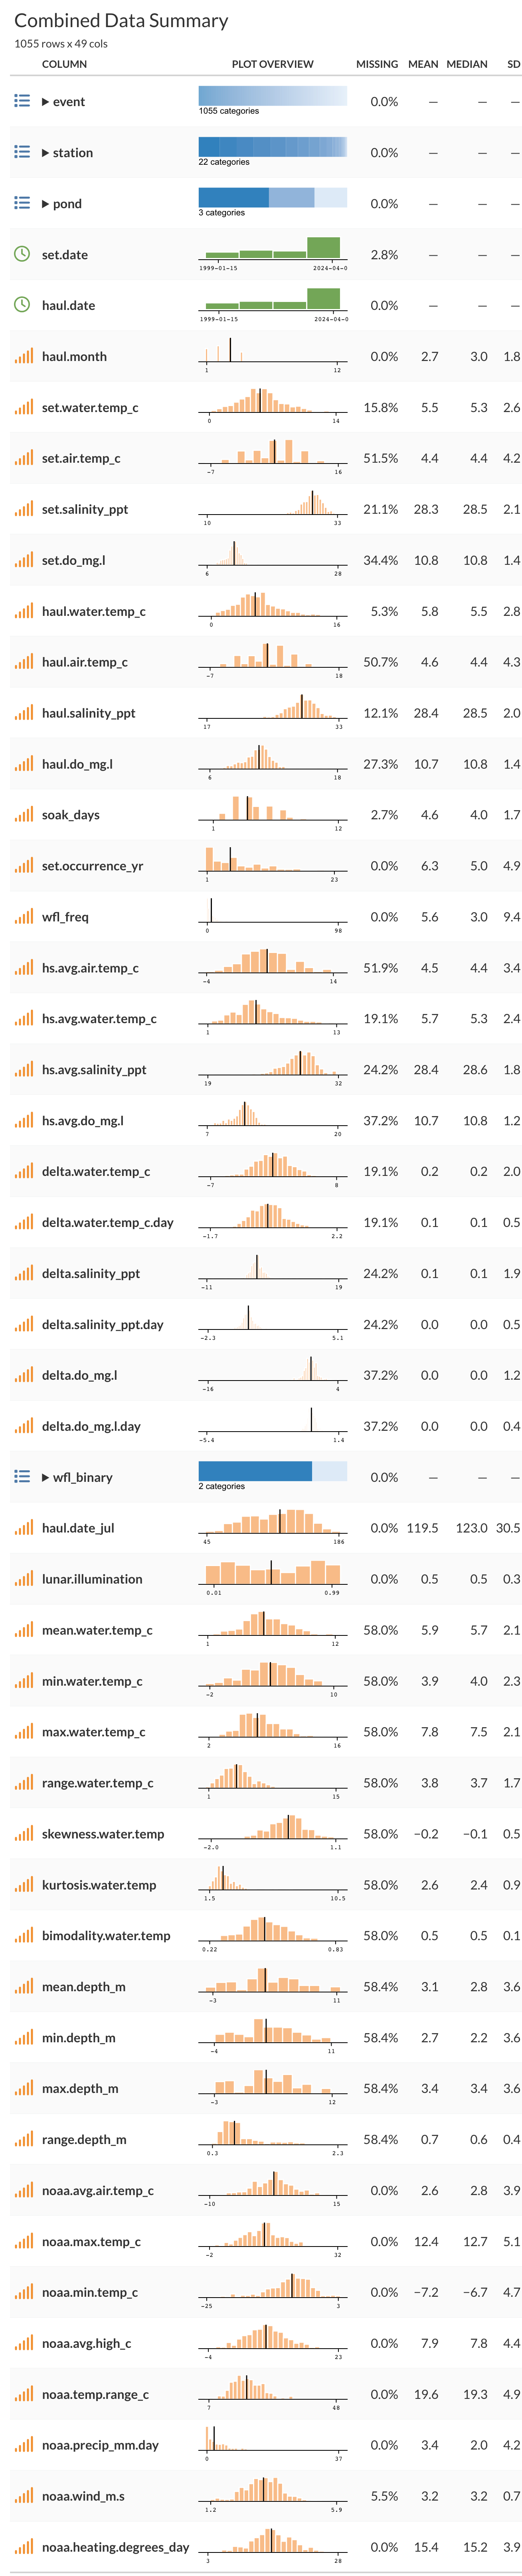 Combined Data Summary
1055 rows x 49 cols
COLUMN PLOT OVERVIEW MISSING MEAN MEDIAN SD
▶ event 0.0% — — —
1055 categories
▶ station 0.0% — — —
22 categories
▶ pond 0.0% — — —
3 categories
set.date 2.8% — — —
1999-01-15 2024-04-0
haul.date 0.0% — — —
1999-01-15 2024-04-0
haul.month 0.0% 2.7 3.0 1.8
1 12
set.water.temp_c 15.8% 5.5 5.3 2.6
0 14
set.air.temp_c 51.5% 4.4 4.4 4.2
-7 16
set.salinity_ppt 21.1% 28.3 28.5 2.1
10 33
set.do_mg.l 34.4% 10.8 10.8 1.4
6 28
haul.water.temp_c 5.3% 5.8 5.5 2.8
0 16
haul.air.temp_c 50.7% 4.6 4.4 4.3
-7 18
haul.salinity_ppt 12.1% 28.4 28.5 2.0
17 33
haul.do_mg.l 27.3% 10.7 10.8 1.4
6 18
soak_days 2.7% 4.6 4.0 1.7
1 12
set.occurrence_yr 0.0% 6.3 5.0 4.9
1 23
wfl_freq 0.0% 5.6 3.0 9.4
0 98
hs.avg.air.temp_c 51.9% 4.5 4.4 3.4
-4 14
hs.avg.water.temp_c 19.1% 5.7 5.3 2.4
1 13
hs.avg.salinity_ppt 24.2% 28.4 28.6 1.8
19 32
hs.avg.do_mg.l 37.2% 10.7 10.8 1.2
7 20
delta.water.temp_c 19.1% 0.2 0.2 2.0
-7 8
delta.water.temp_c.day 19.1% 0.1 0.1 0.5
-1.7 2.2
delta.salinity_ppt 24.2% 0.1 0.1 1.9
-11 19
delta.salinity_ppt.day 24.2% 0.0 0.0 0.5
-2.3 5.1
delta.do_mg.l 37.2% 0.0 0.0 1.2
-16 4
delta.do_mg.l.day 37.2% 0.0 0.0 0.4
-5.4 1.4
▶ wfl_binary 0.0% — — —
2 categories
haul.date_jul 0.0% 119.5 123.0 30.5
45 186
lunar.illumination 0.0% 0.5 0.5 0.3
0.01 0.99
mean.water.temp_c 58.0% 5.9 5.7 2.1
1 12
min.water.temp_c 58.0% 3.9 4.0 2.3
-2 10
max.water.temp_c 58.0% 7.8 7.5 2.1
2 16
range.water.temp_c 58.0% 3.8 3.7 1.7
1 15
skewness.water.temp 58.0% −0.2 −0.1 0.5
-2.0 1.1
kurtosis.water.temp 58.0% 2.6 2.4 0.9
1.5 10.5
bimodality.water.temp 58.0% 0.5 0.5 0.1
0.22 0.83
mean.depth_m 58.4% 3.1 2.8 3.6
-3 11
min.depth_m 58.4% 2.7 2.2 3.6
-4 11
max.depth_m 58.4% 3.4 3.4 3.6
-3 12
range.depth_m 58.4% 0.7 0.6 0.4
0.3 2.3
noaa.avg.air.temp_c 0.0% 2.6 2.8 3.9
-10 15
noaa.max.temp_c 0.0% 12.4 12.7 5.1
-2 32
noaa.min.temp_c 0.0% −7.2 −6.7 4.7
-25 3
noaa.avg.high_c 0.0% 7.9 7.8 4.4
-4 23
noaa.temp.range_c 0.0% 19.6 19.3 4.9
7 48
noaa.precip_mm.day 0.0% 3.4 2.0 4.2
0 37
noaa.wind_m.s 5.5% 3.2 3.2 0.7
1.2 5.9
noaa.heating.degrees_day 0.0% 15.4 15.2 3.9
3 28